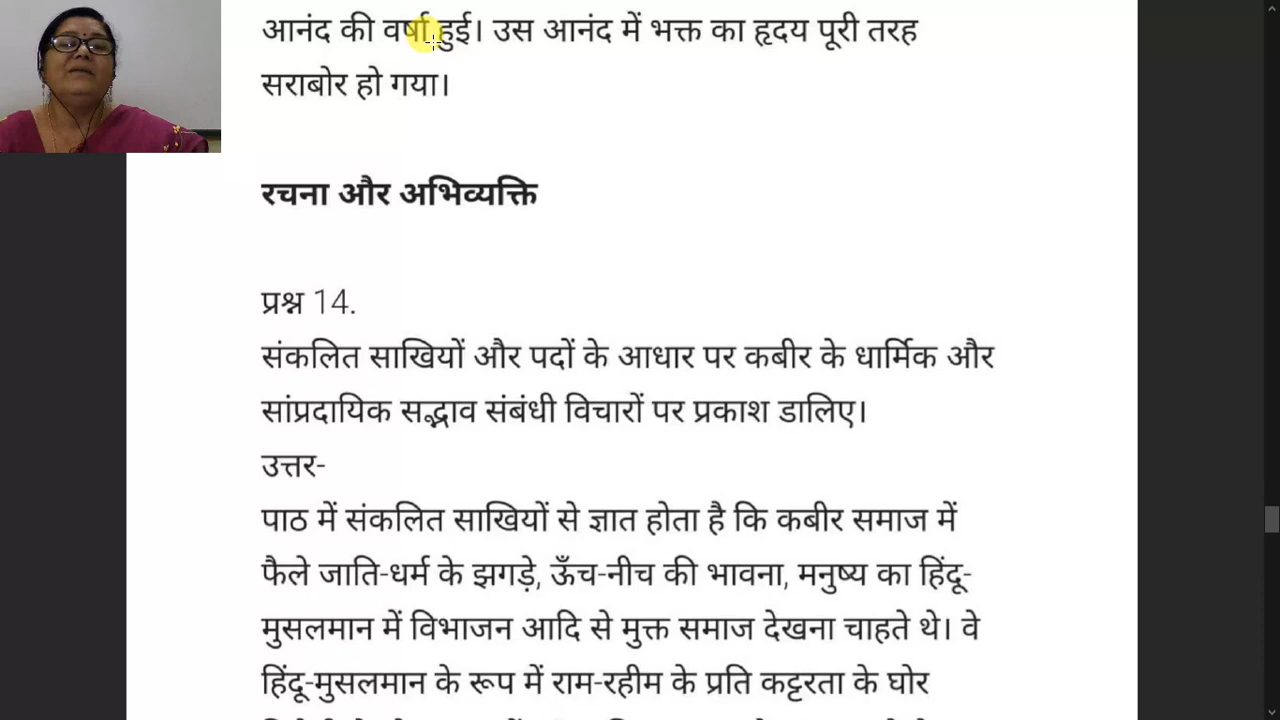 आनंद की वर्षा हुई। उस आनंद में भक्त का हृदय पूरी तरह
सराबोर हो गया।
रचना और अभिव्यक्ति
प्रश्न 14.
संकलित साखियों और पदों के आधार पर कबीर के धार्मिक और
सांप्रदायिक सद्भाव संबंधी विचारों पर प्रकाश डालिए।
उत्तर-
पाठ में संकलित साखियों से ज्ञात होता है कि कबीर समाज में
फैले जाति-धर्म के झगड़े, ऊँच-नीच की भावना, मनुष्य का हिंदू-
मुसलमान में विभाजन आदि से मुक्त समाज देखना चाहते थे। वे
हिंदू-मुसलमान के रूप में राम-रहीम के प्रति कट्टरता के घोर